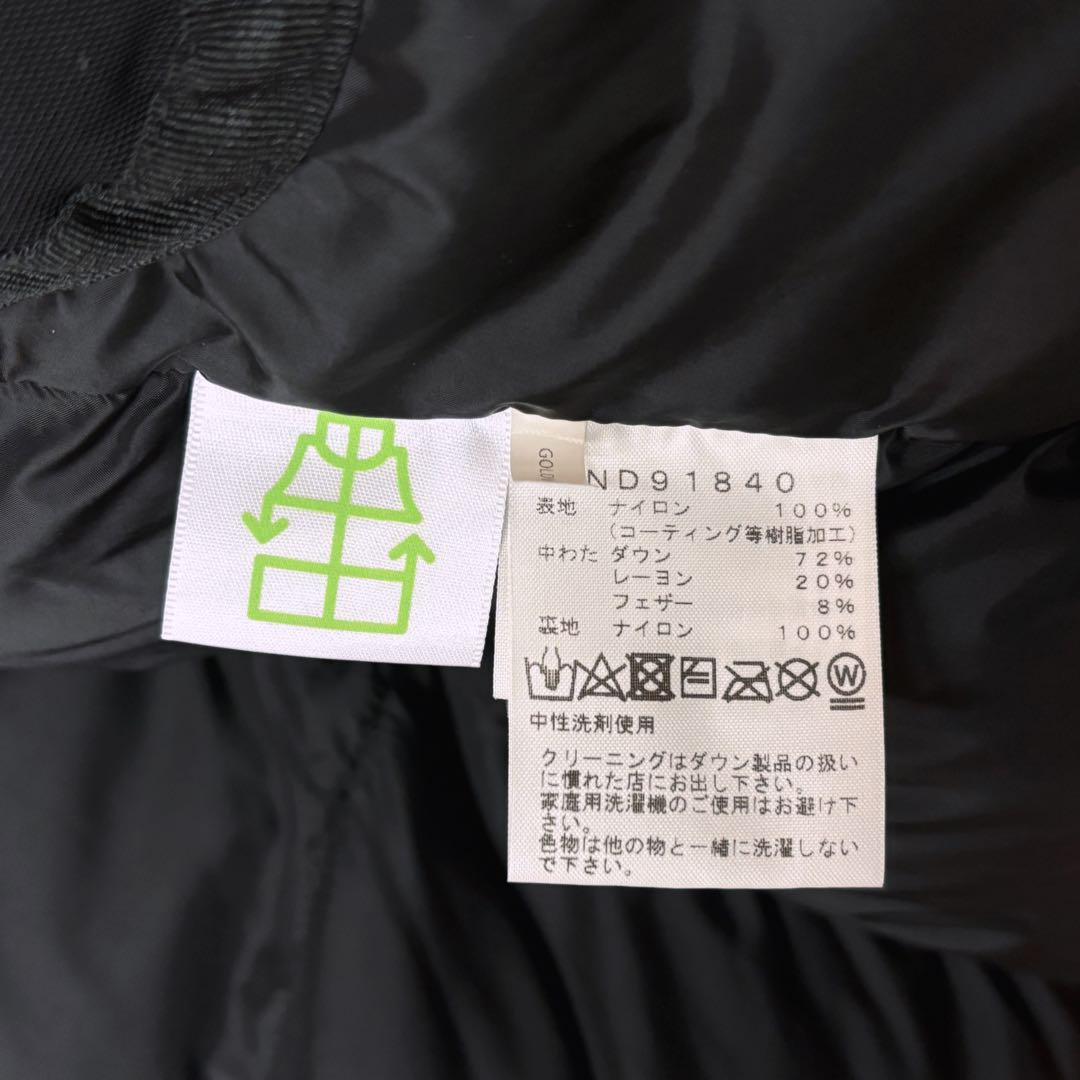 GOLD
ND91840
表地 ナイロン 100%
(コーティング等樹脂加工)
中わた ダウン 72%
レーヨン 20%
フェザー 8%
裏地 ナイロン 100%
W
中性洗剤使用
クリーニングはダウン製品の扱い
に慣れた店にお出し下さい。
家庭用洗濯機のご使用はお避け下
さい。
色物は他の物と一緒に洗濯しない
で下さい。